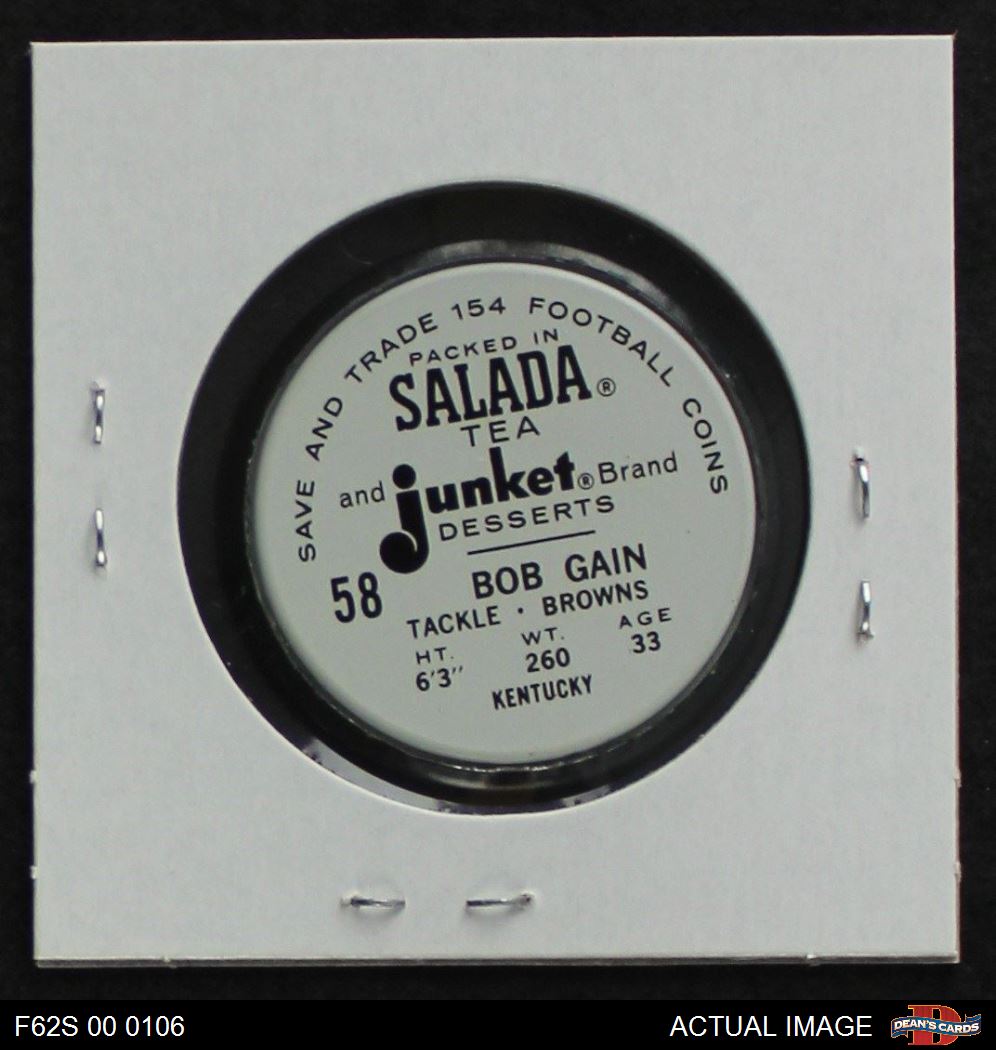 SAVE AND TRADE 154 FOOTBALL COINS
PACKED IN
SALADA®
TEA
and junket® Brand
DESSERTS
58
BOB GAIN
TACKLE · BROWNS
HT. WT. AGE
6'3" 260 33
KENTUCKY
F62S 00 0106
ACTUAL IMAGE
D
DEAN'S CARDS